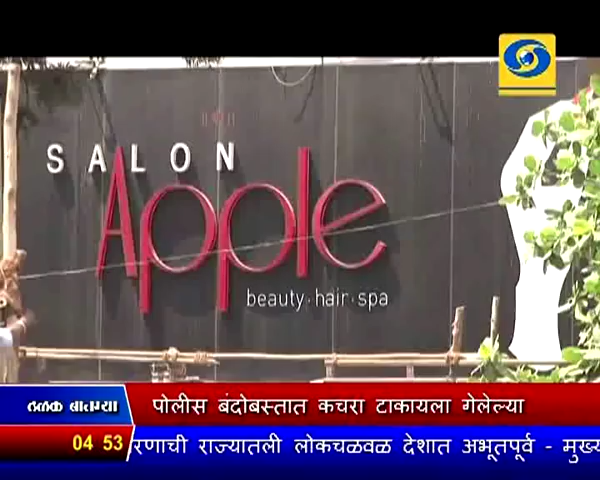 SALON
Apple
beauty · hair · spa
ठळक बातम्या
पोलीस बंदोबस्तात कचरा टाकायला गेलेल्या
04 53
रणाची राज्यातली लोकचळवळ देशात अभूतपूर्व - मुख्य